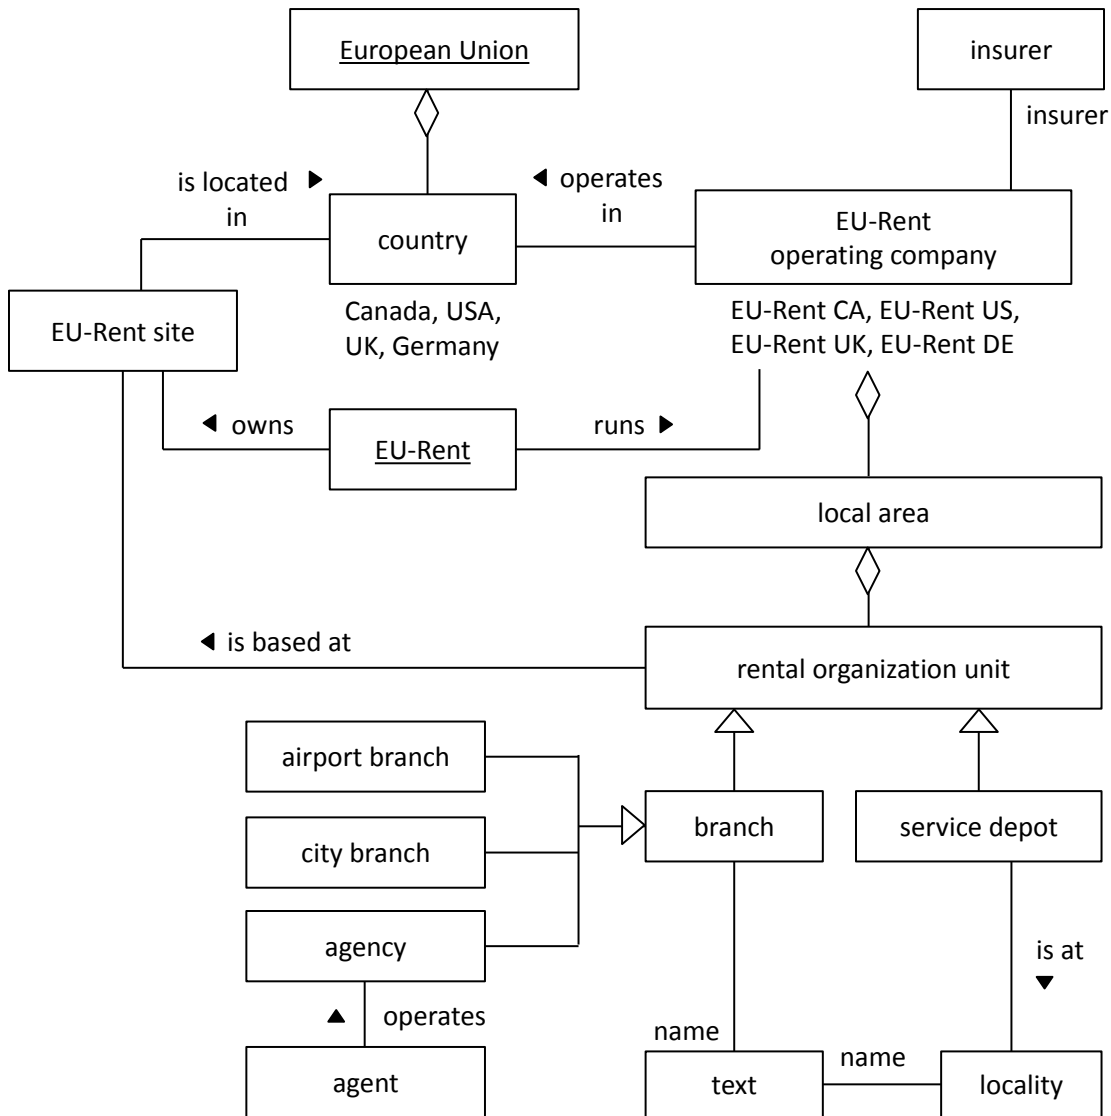 European Union
insurer
insurer
is located
in
operates
in
country
EU-Rent
operating company
EU-Rent site
Canada, USA,
UK, Germany
EU-Rent CA, EU-Rent US,
EU-Rent UK, EU-Rent DE
owns
EU-Rent
runs
local area
is based at
rental organization unit
airport branch
branch
service depot
city branch
agency
is at
operates
name
name
agent
text
locality